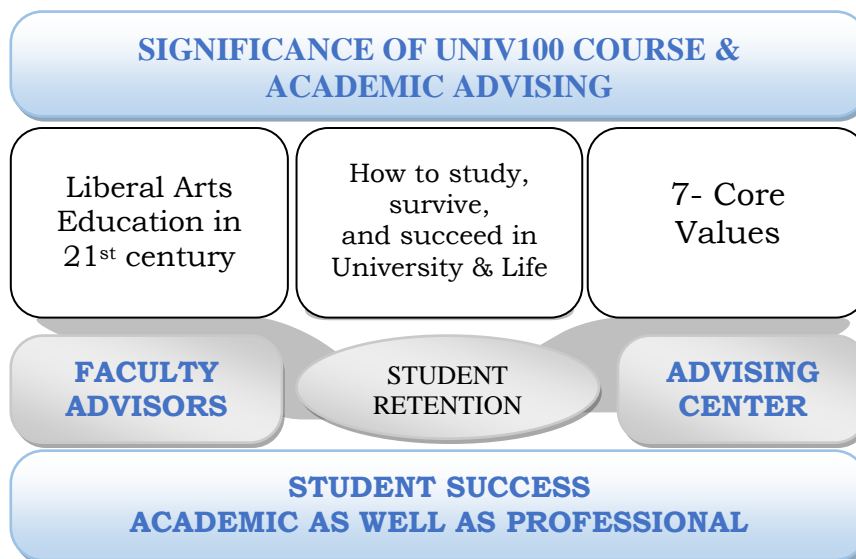 SIGNIFICANCE OF UNIV100 COURSE &
ACADEMIC ADVISING
Liberal Arts
Education in
21st century
How to study,
survive,
and succeed in
University & Life
7- Core
Values
FACULTY
ADVISORS
STUDENT
RETENTION
ADVISING
CENTER
STUDENT SUCCESS
ACADEMIC AS WELL AS PROFESSIONAL